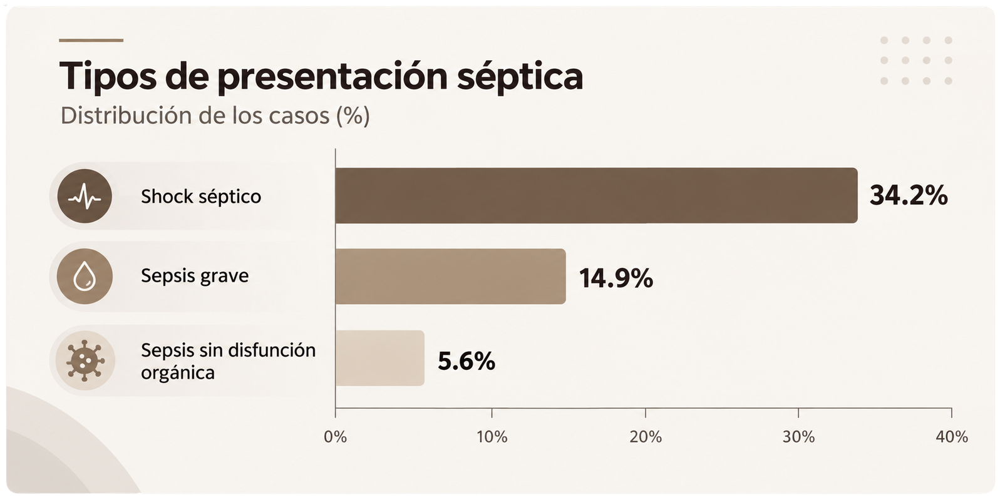 Tipos de presentación séptica
Distribución de los casos (%)
Shock séptico
34.2%
Sepsis grave
14.9%
Sepsis sin disfunción
orgánica
5.6%
0% 10% 20% 30% 40%